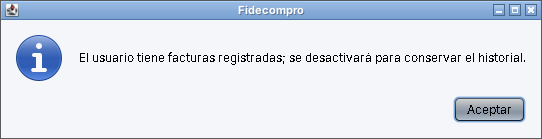 Fidecompro
El usuario tiene facturas registradas; se desactivará para conservar el historial.
Aceptar